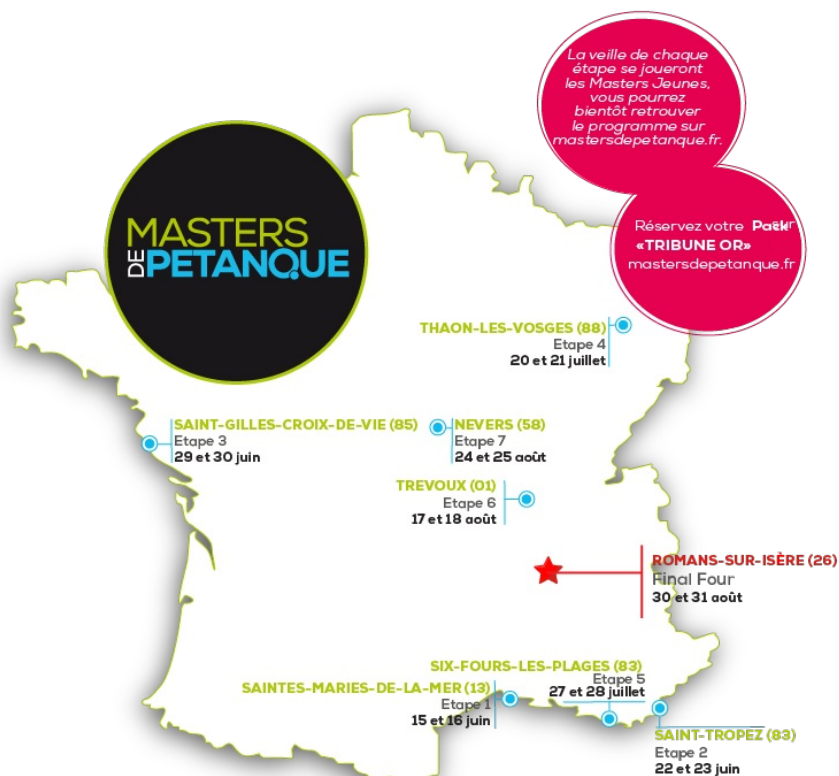 La veille de chaque
étape se joueront
les Masters Jeunes,
vous pourrez
bientôt retrouver
le programme sur
mastersdepetanque.fr.
Réservez votre Pack sur
«TRIBUNE OR»
mastersdepetanque.fr
MASTERS
DE PETANQUE
THAON-LES-VOSGES (88)
Etape 4
20 et 21 juillet
SAINT-GILLES-CROIX-DE-VIE (85)
Etape 3
29 et 30 juin
NEVERS (58)
Etape 7
24 et 25 août
TREVOUX (01)
Etape 6
17 et 18 août
ROMANS-SUR-ISÈRE (26)
Final Four
30 et 31 août
SIX-FOURS-LES-PLAGES (83)
Etape 5
27 et 28 juillet
SAINTES-MARIES-DE-LA-MER (13)
Etape 1
15 et 16 juin
SAINT-TROPEZ (83)
Etape 2
22 et 23 juin